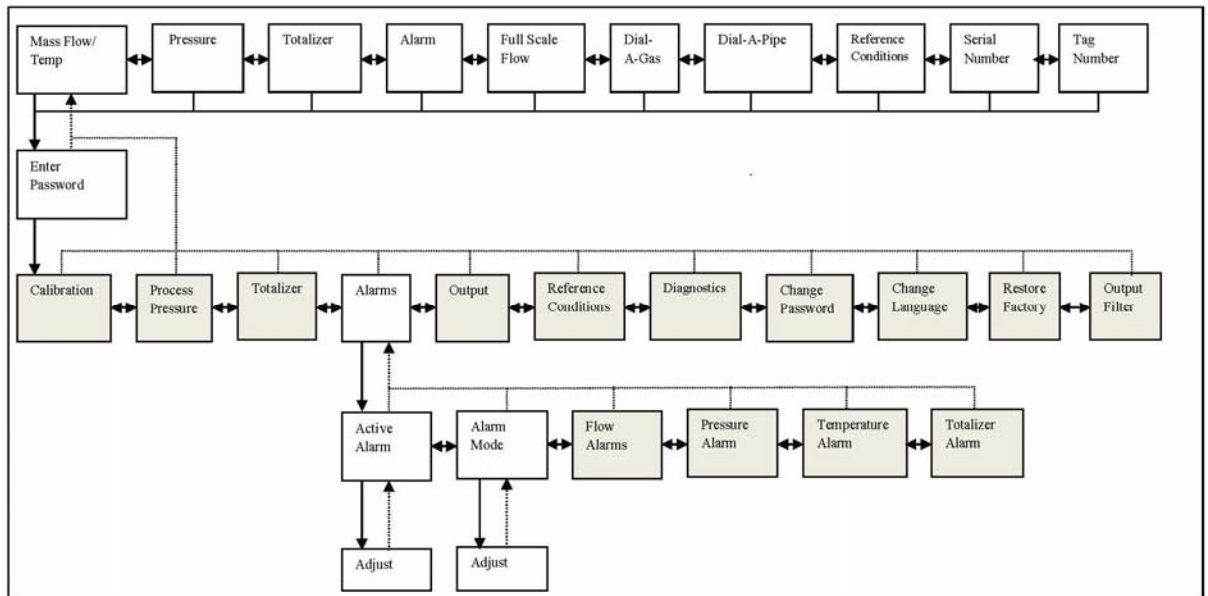 Mass Flow/
Temp
Pressure
Totalizer
Alarm
Full Scale
Flow
Dial-
A-Gas
Dial-A-Pipe
Reference
Conditions
Serial
Number
Tag
Number
Enter
Password
Calibration
Process
Pressure
Totalizer
Alarms
Output
Reference
Conditions
Diagnostics
Change
Password
Change
Language
Restore
Factory
Output
Filter
Active
Alarm
Alarm
Mode
Flow
Alarms
Pressure
Alarm
Temperature
Alarm
Totalizer
Alarm
Adjust
Adjust